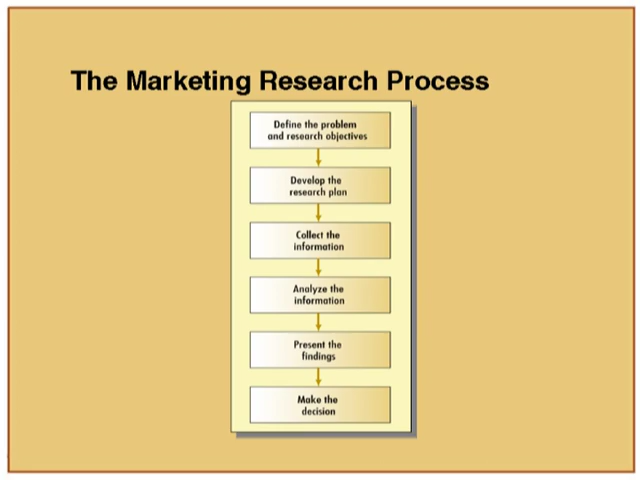 The Marketing Research Process
Define the problem
and research objectives
Develop the
research plan
Collect the
information
Analyze the
information
Present the
findings
Make the
decision